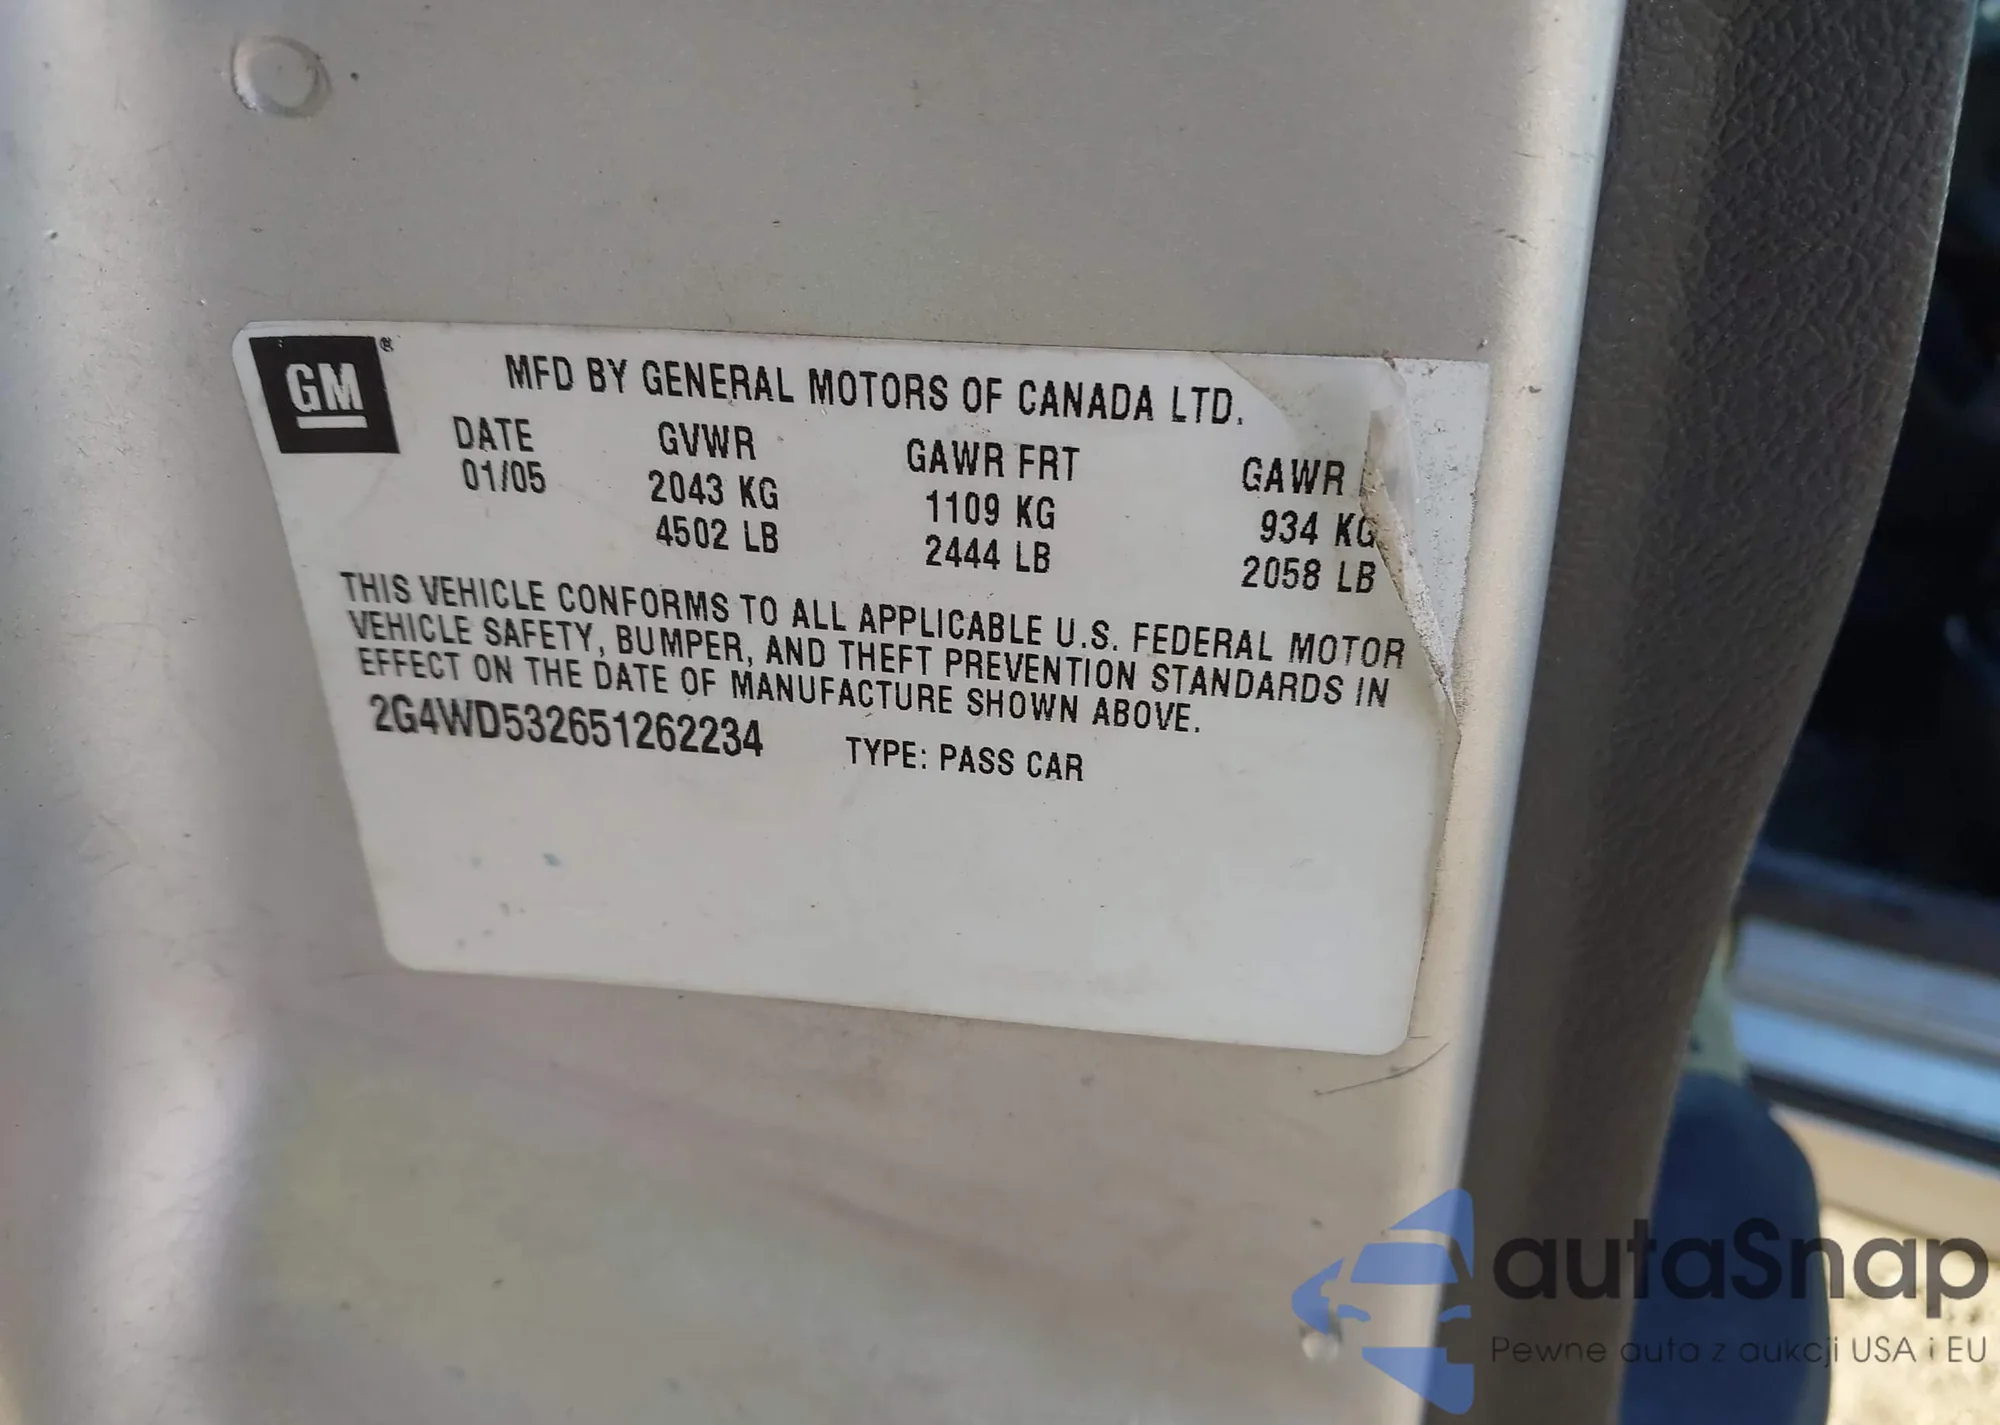 GM®
MFD BY GENERAL MOTORS OF CANADA LTD.
DATE GVWR GAWR FRT GAWR
01/05 2043 KG 1109 KG 934 KG
4502 LB 2444 LB 2058 LB
THIS VEHICLE CONFORMS TO ALL APPLICABLE U.S. FEDERAL MOTOR
VEHICLE SAFETY, BUMPER, AND THEFT PREVENTION STANDARDS IN
EFFECT ON THE DATE OF MANUFACTURE SHOWN ABOVE.
2G4WD532651262234 TYPE: PASS CAR
autaSnap
Pewne auta z aukcji USA i EU